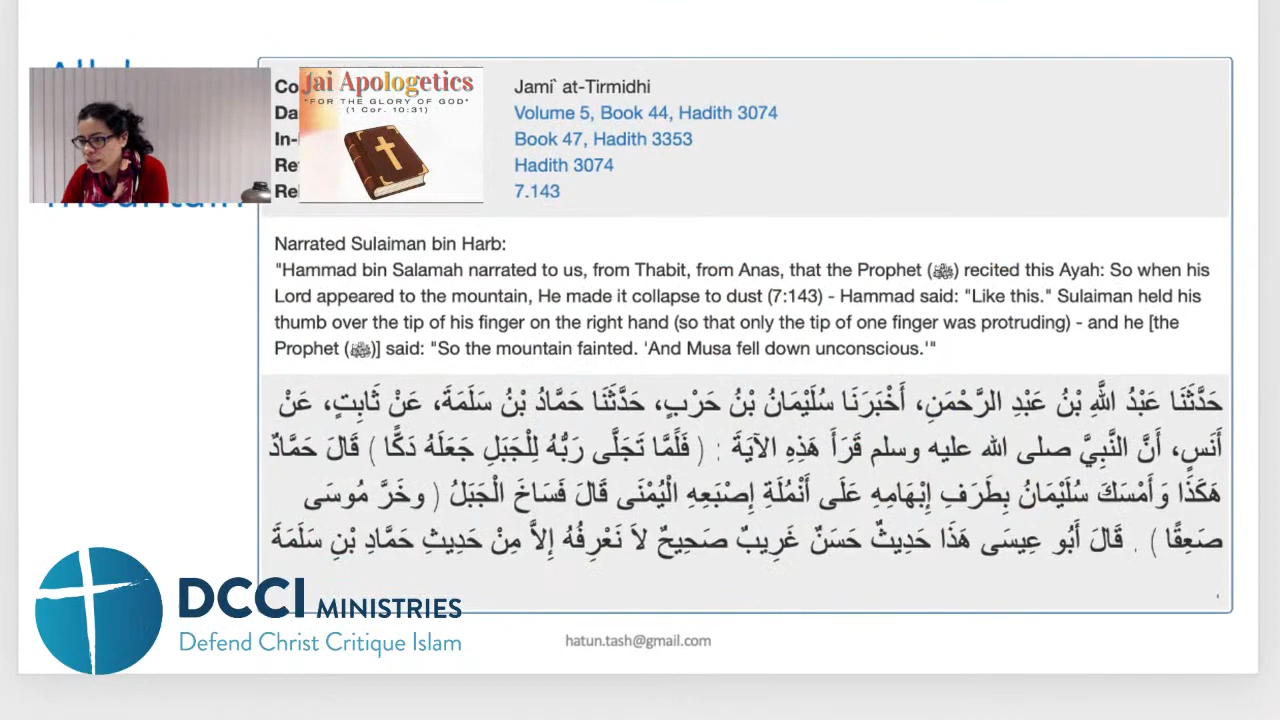 Jai Apologetics
"FOR THE GLORY OF GOD"
(1 Cor. 10:31)
Jami` at-Tirmidhi
Volume 5, Book 44, Hadith 3074
Book 47, Hadith 3353
Hadith 3074
7.143
Narrated Sulaiman bin Harb:
"Hammad bin Salamah narrated to us, from Thabit, from Anas, that the Prophet (ﷺ) recited this Ayah: So when his
Lord appeared to the mountain, He made it collapse to dust (7:143) - Hammad said: "Like this." Sulaiman held his
thumb over the tip of his finger on the right hand (so that only the tip of one finger was protruding) - and he [the
Prophet (ﷺ)] said: "So the mountain fainted. 'And Musa fell down unconscious.'"
حَدَّثَنَا عَبْدُ اللَّهِ بْنُ عَبْدِ الرَّحْمَنِ، أَخْبَرَنَا سُلَيْمَانُ بْنُ حَرْبٍ، حَدَّثَنَا حَمَّادُ بْنُ سَلَمَةَ، عَنْ ثَابِتٍ، عَنْ
أَنَسٍ، أَنَّ النَّبِيَّ صلى الله عليه وسلم قَرَأَ هَذِهِ الآيَةَ ‏:‏ ‏(‏ فَلَمَّا تَجَلَّى رَبُّهُ لِلْجَبَلِ جَعَلَهُ دَكًّا ‏)‏ قَالَ حَمَّادٌ
هَكَذَا وَأَمْسَكَ سُلَيْمَانُ بِطَرَفِ إِبْهَامِهِ عَلَى أَنْمُلَةِ إِصْبَعِهِ الْيُمْنَى قَالَ فَسَاخَ الْجَبَلُ ‏(‏ وخَرَّ مُوسَى
صَعِقًا ‏)‏ ‏.‏ قَالَ أَبُو عِيسَى هَذَا حَدِيثٌ حَسَنٌ غَرِيبٌ صَحِيحٌ لاَ نَعْرِفُهُ إِلاَّ مِنْ حَدِيثِ حَمَّادِ بْنِ سَلَمَةَ
DCCI MINISTRIES
Defend Christ Critique Islam
hatun.tash@gmail.com